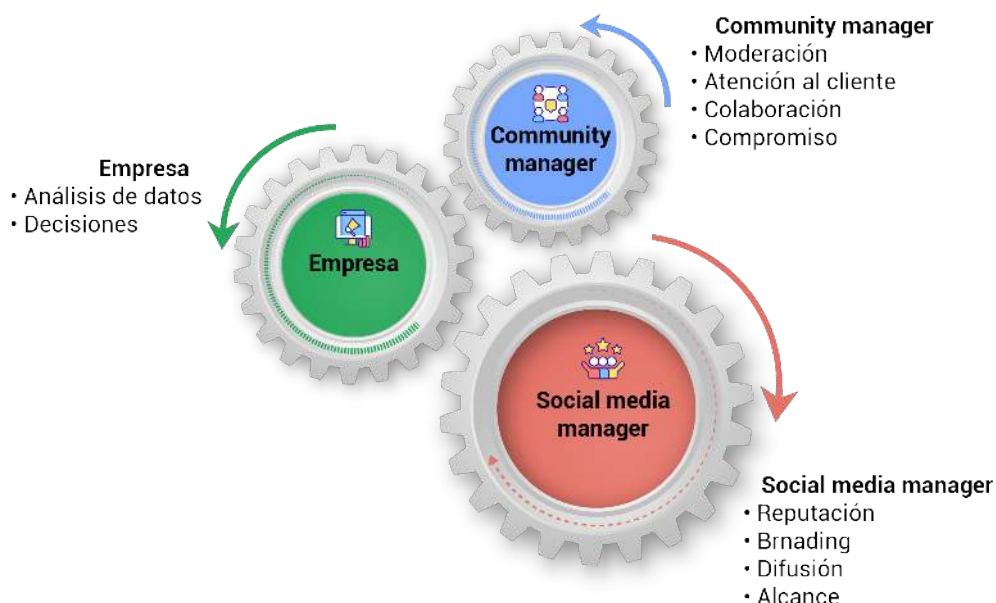 Community manager
• Moderación
• Atención al cliente
• Colaboración
• Compromiso
Community
manager
Empresa
• Análisis de datos
• Decisiones
Empresa
Social media
manager
Social media manager
• Reputación
• Brnading
• Difusión
• Alcance